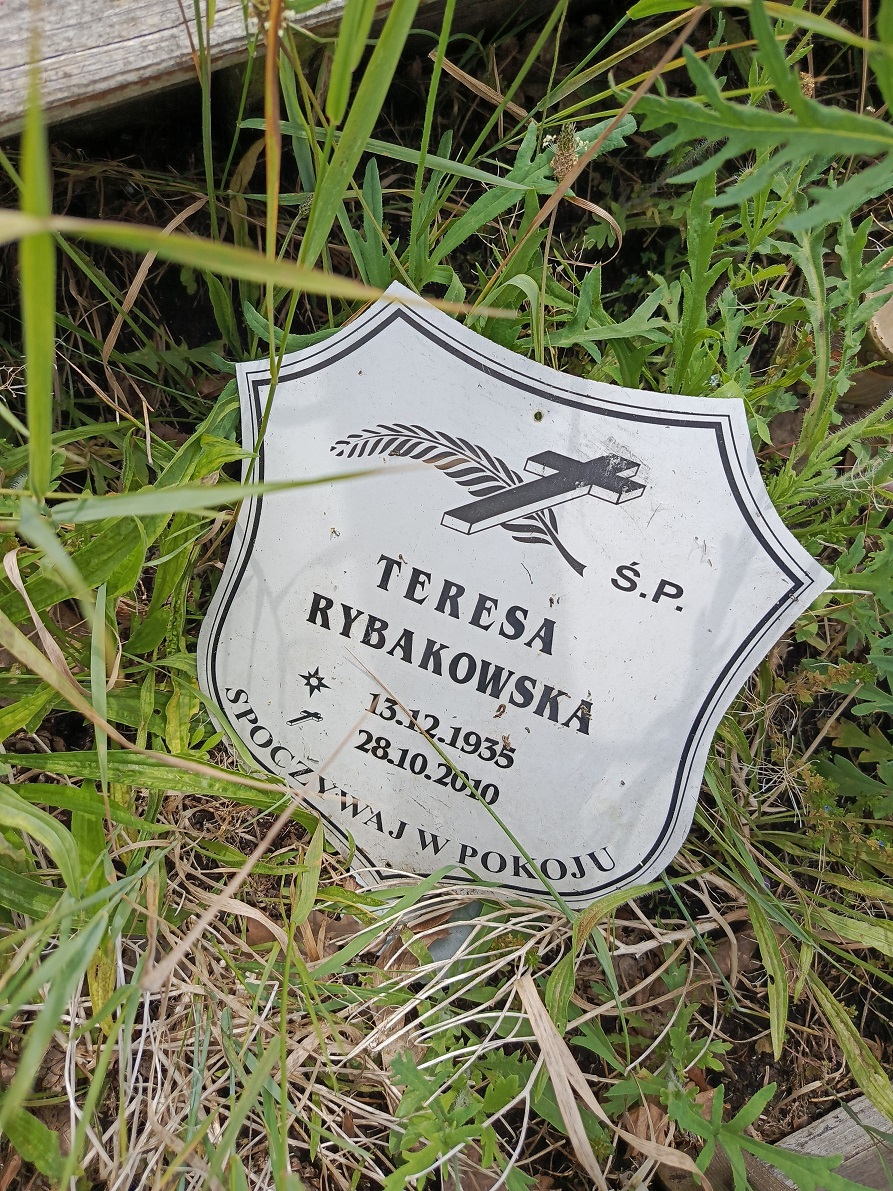 Ś.P.
TERESA
RYBAKOWSKA
13.12.1935
28.10.2010
SPOCZYWAJ W POKOJU